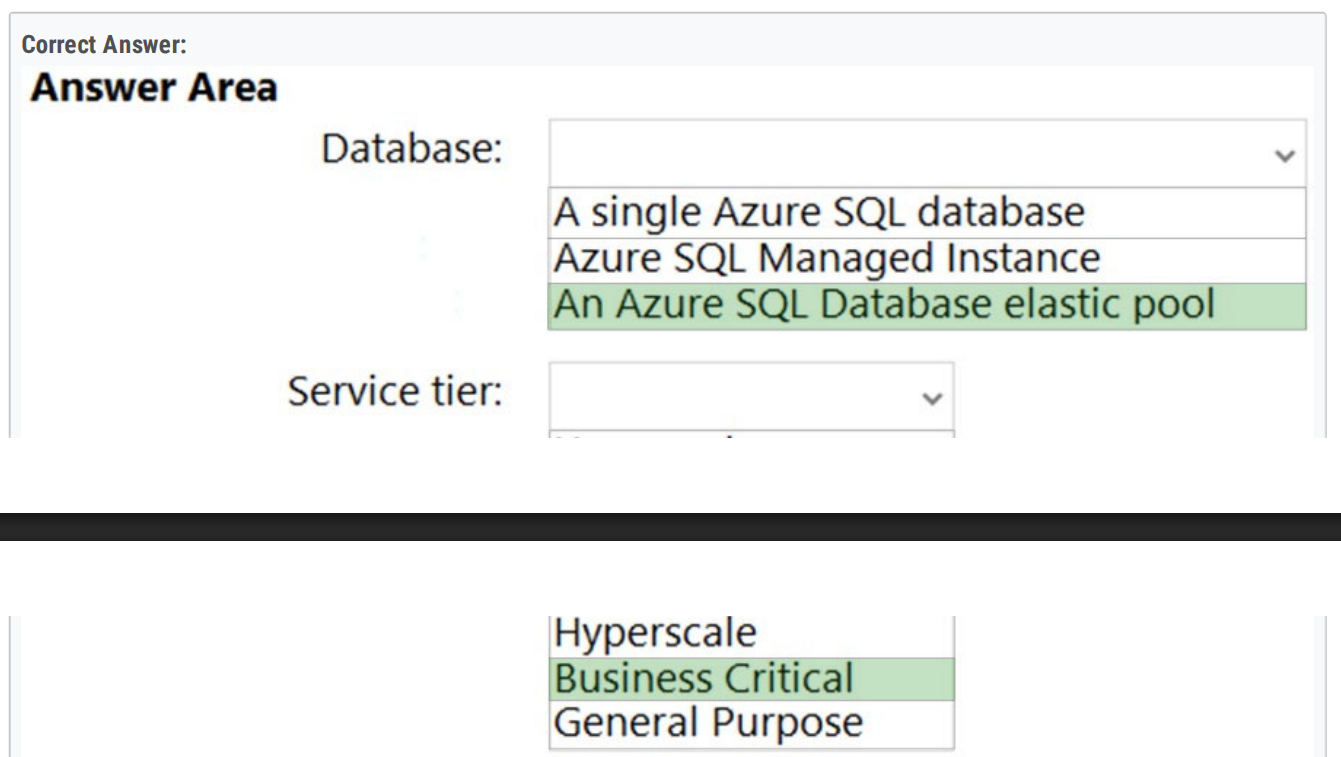 Correct Answer:
Answer Area
Database:
A single Azure SQL database
Azure SQL Managed Instance
An Azure SQL Database elastic pool
Service tier:
Hyperscale
Business Critical
General Purpose